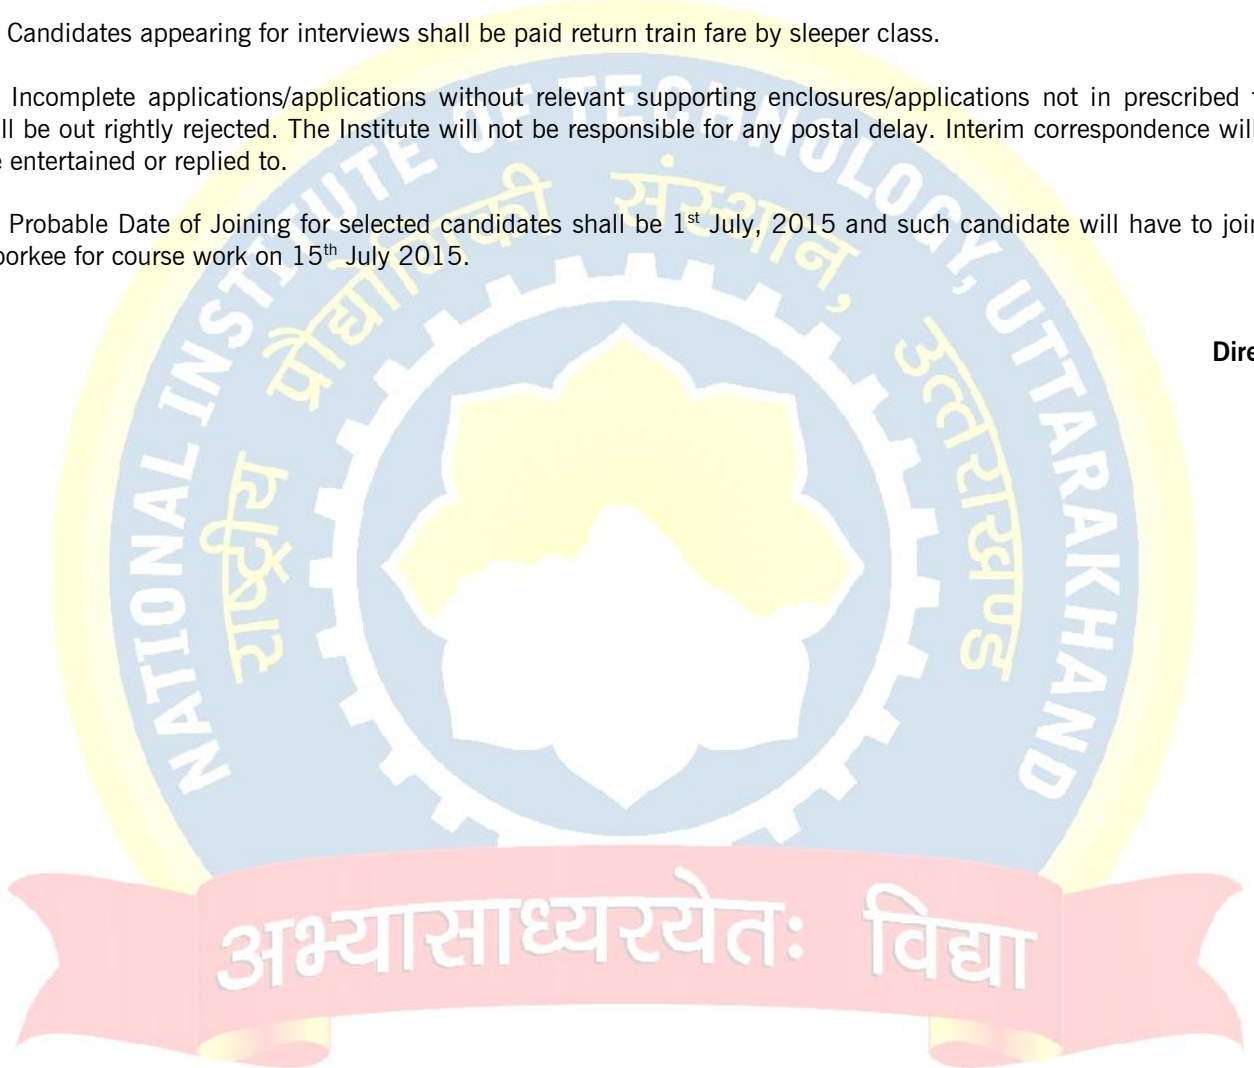 Candidates appearing for interviews shall be paid return train fare by sleeper class.
Incomplete applications/applications without relevant supporting enclosures/applications not in prescribed
ll be out rightly rejected. The Institute will not be responsible for any postal delay. Interim correspondence will
e entertained or replied to.
Probable Date of Joining for selected candidates shall be 1st July, 2015 and such candidate will have to join
orkee for course work on 15th July 2015.
Dire
NATIONAL INSTITUTE OF TECHNOLOGY, UTTARAKHAND
राष्ट्रीय प्रौद्योगिकी संस्थान, उत्तराखण्ड
अभ्यासाध्यरयेतः विद्या